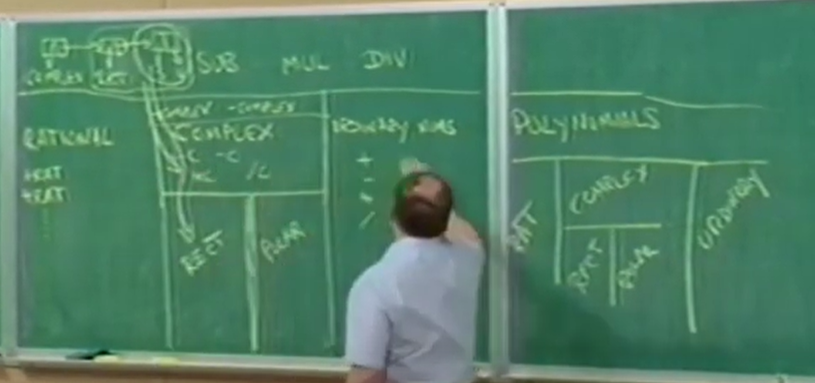 SUB MUL DIV
COMPLEX RECT
+COMPLEX -COMPLEX
RATIONAL
COMPLEX
ORDINARY NUMS
+RAT
*RAT
+C -C
*C /C
+
-
*
/
RECT
POLAR
POLYNOMIALS
RAT
COMPLEX
RECT
POLAR
ORDINARY